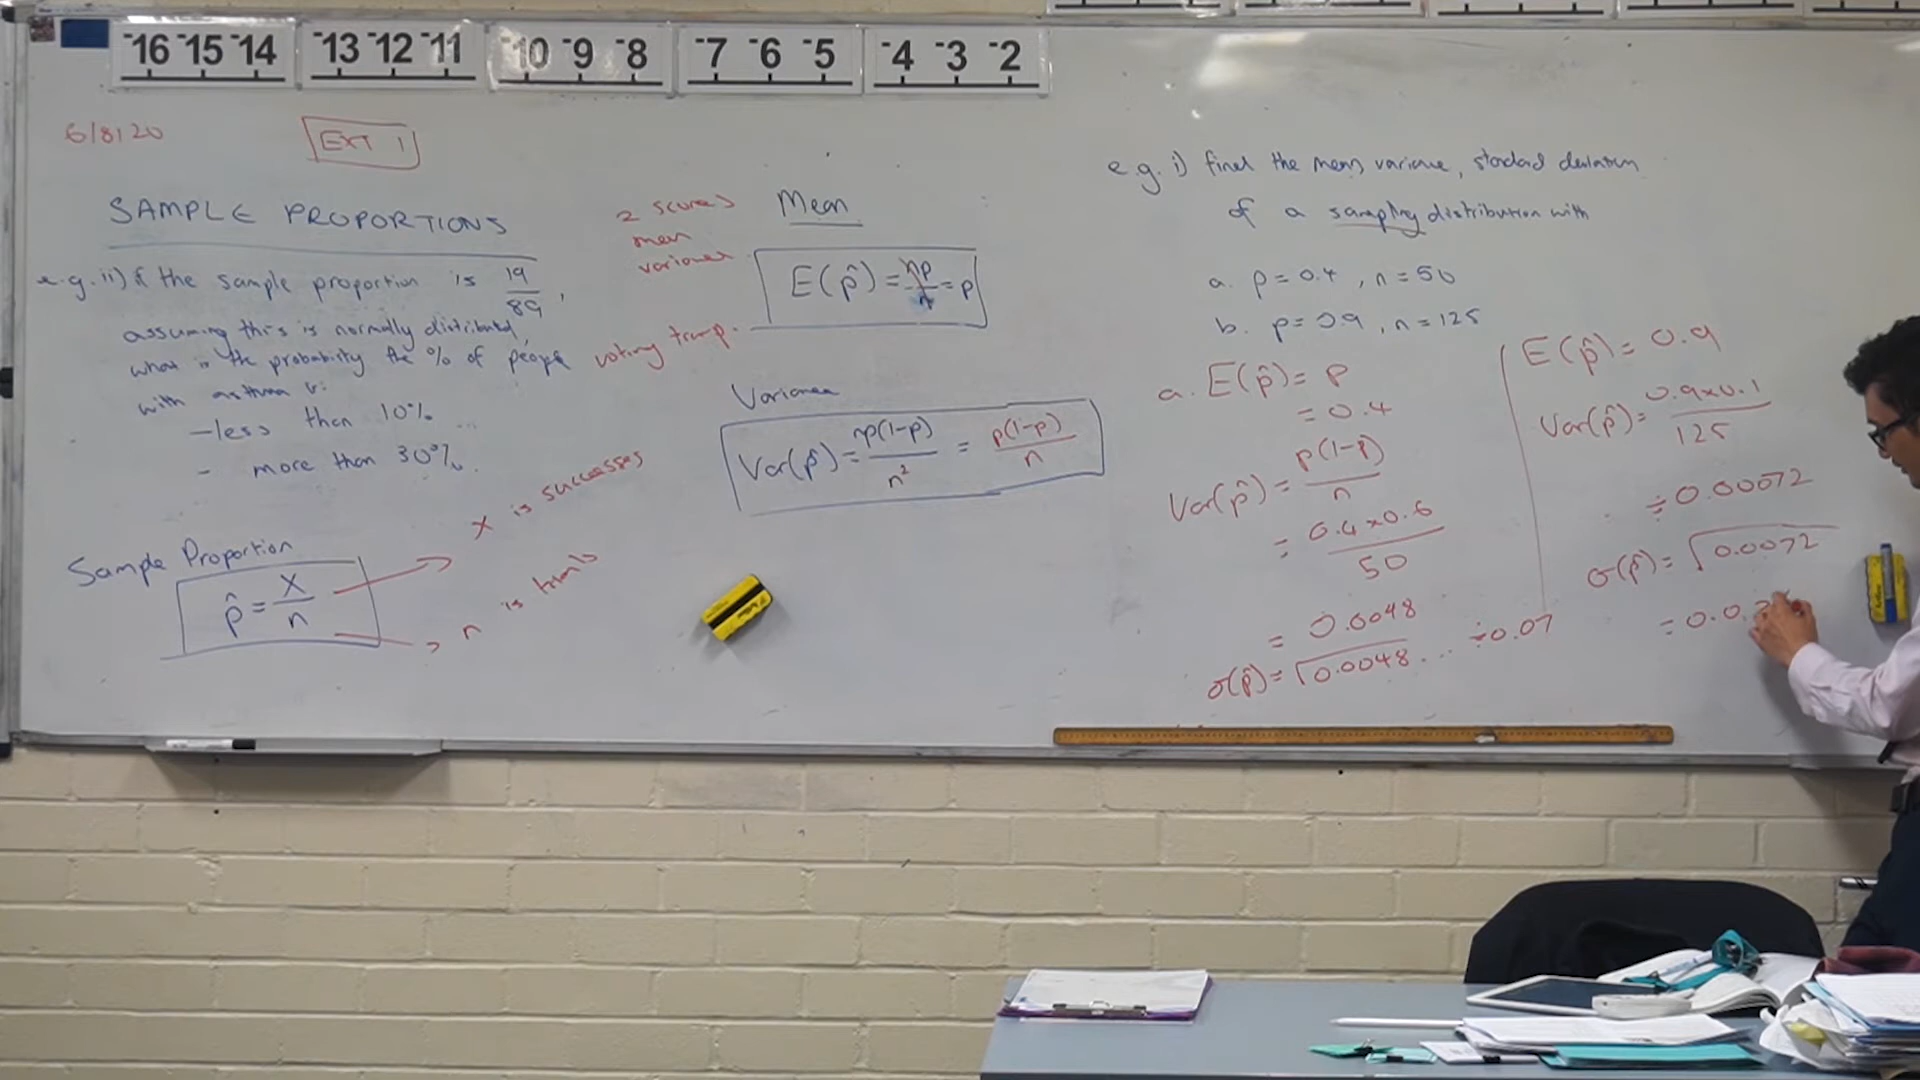 -16 -15 -14 -13 -12 -11 -10 -9 -8 -7 -6 -5 -4 -3 -2
6/8/20
EXT 1
SAMPLE PROPORTIONS
e.g. ii) if the sample proportion is 19/89,
assuming this is normally distributed,
what is the probability the % of people
with asthma is:
- less than 10%
- more than 30%.
Sample Proportion
p̂ = X/n
X is successes
n is trials
2 scores
mean
variance
voting trump.
Mean
E(p̂) = np/n = p
Variance
Var(p̂) = np(1-p)/n² = p(1-p)/n
e.g. i) find the mean, variance, standard deviation
of a sampling distribution with
a. p = 0.4 , n = 50
b. p = 0.9 , n = 125
a. E(p̂) = p
= 0.4
Var(p̂) = p(1-p)/n
= 0.4×0.6/50
= 0.0048
σ(p̂) = √0.0048... ≑ 0.07
E(p̂) = 0.9
Var(p̂) = 0.9×0.1/125
≑ 0.00072
σ(p̂) = √0.0072
= 0.0